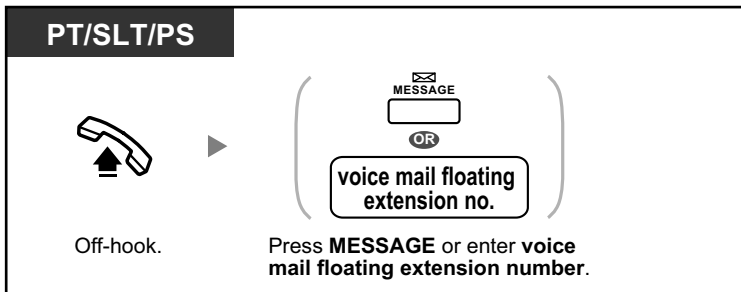 PT/SLT/PS
MESSAGE
OR
voice mail floating
extension no.
Off-hook.
Press MESSAGE or enter voice
mail floating extension number.